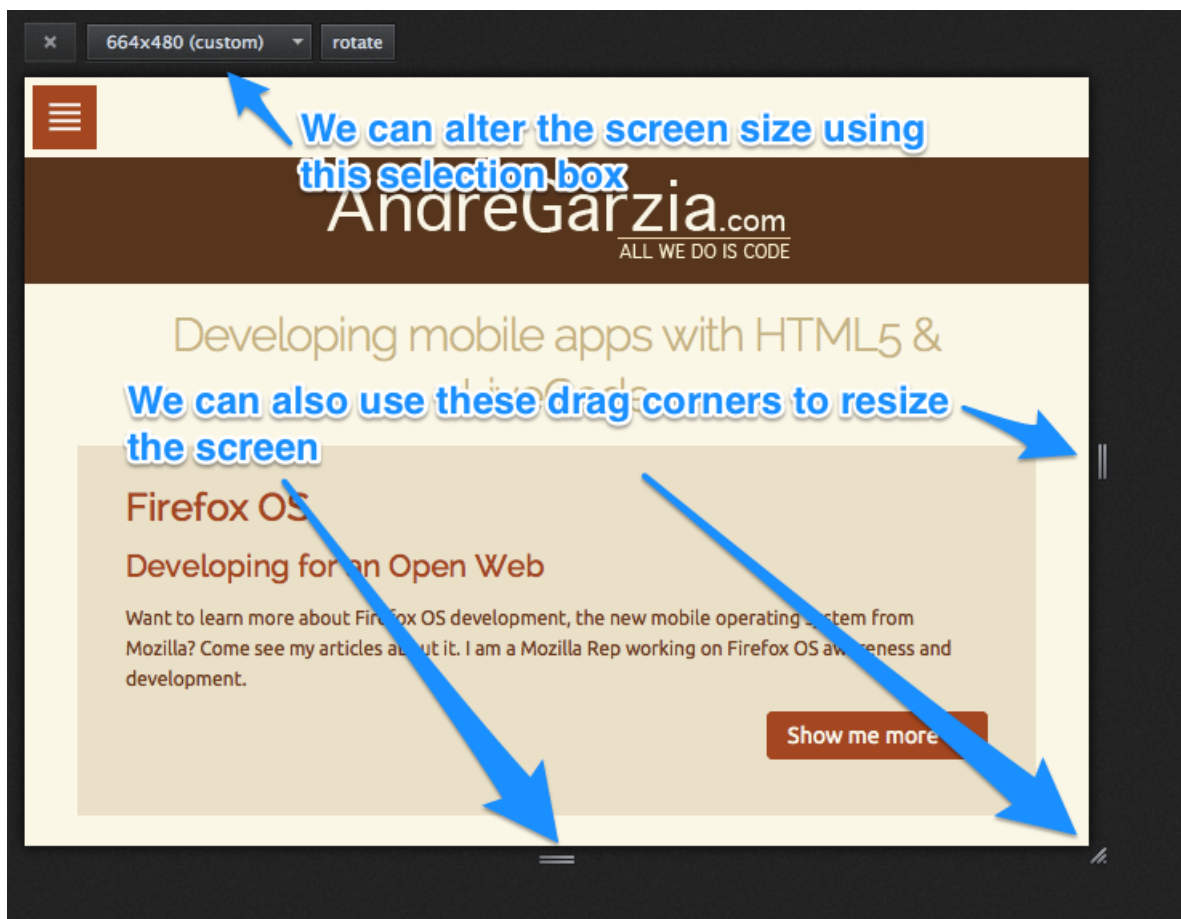 664x480 (custom)
rotate
We can alter the screen size using
this selection box
AndreGarzia.com
ALL WE DO IS CODE
Developing mobile apps with HTML5 &
LiveCode
We can also use these drag corners to resize
the screen
Firefox OS
Developing for an Open Web
Want to learn more about Firefox OS development, the new mobile operating system from
Mozilla? Come see my articles about it. I am a Mozilla Rep working on Firefox OS awareness and
development.
Show me more